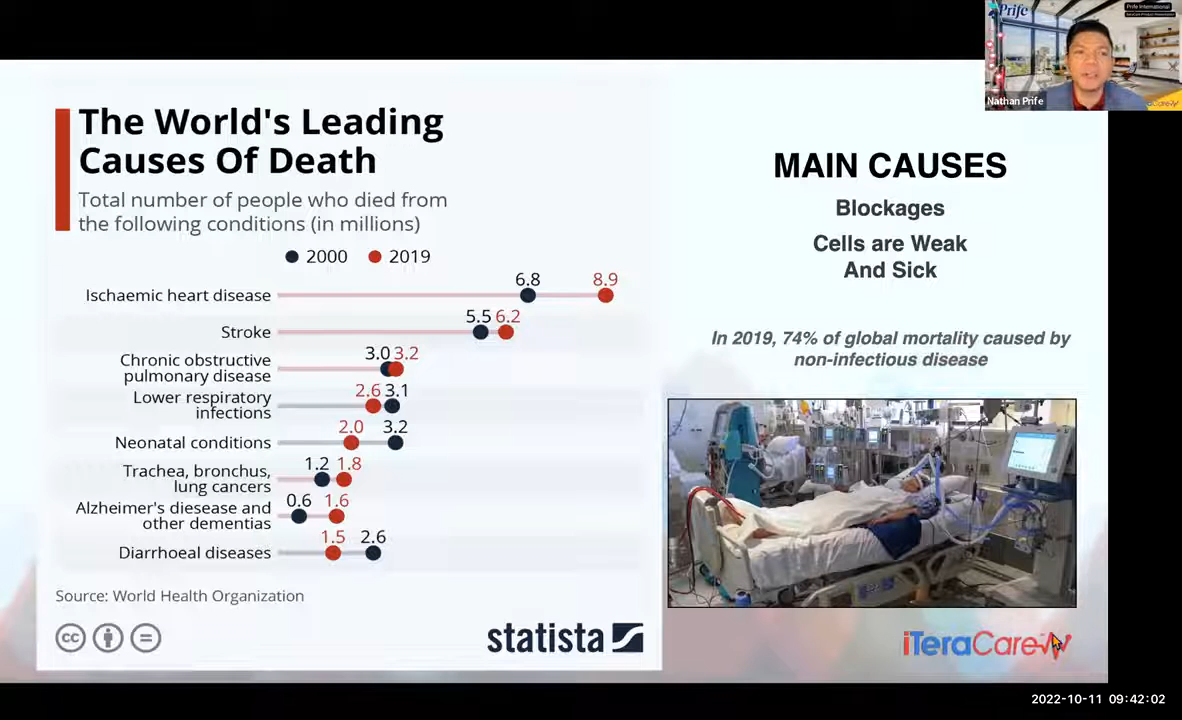 The World's Leading
Causes Of Death
Total number of people who died from
the following conditions (in millions)
2000 2019
Ischaemic heart disease 6.8 8.9
Stroke 5.5 6.2
Chronic obstructive
pulmonary disease 3.0 3.2
Lower respiratory
infections 2.6 3.1
Neonatal conditions 2.0 3.2
Trachea, bronchus,
lung cancers 1.2 1.8
Alzheimer's disease and
other dementias 0.6 1.6
Diarrhoeal diseases 1.5 2.6
Source: World Health Organization
cc
statista
MAIN CAUSES
Blockages
Cells are Weak
And Sick
In 2019, 74% of global mortality caused by
non-infectious disease
iTeraCare
Prife
Prife International
Nathan Prife
2022-10-11 09:42:02